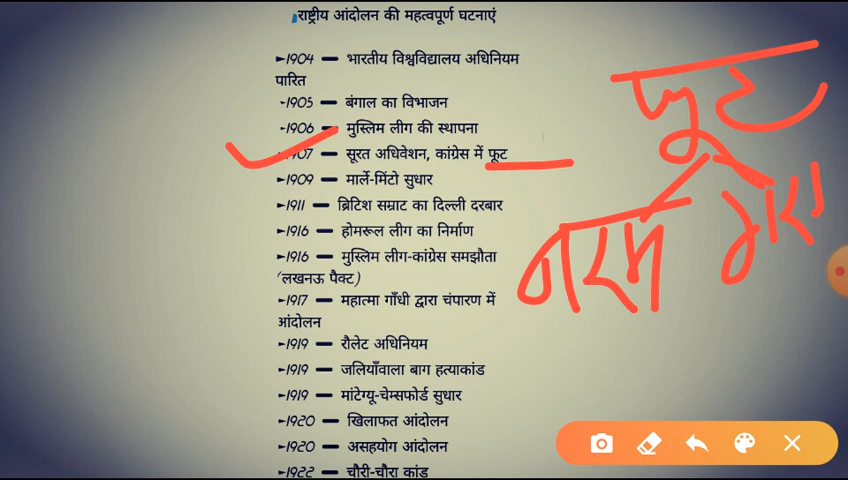 राष्ट्रीय आंदोलन की महत्वपूर्ण घटनाएं
►1904 — भारतीय विश्वविद्यालय अधिनियम
पारित
-1905 — बंगाल का विभाजन
-1906 — मुस्लिम लीग की स्थापना
1907 — सूरत अधिवेशन, कांग्रेस में फूट
►1909 — मार्ले-मिंटो सुधार
►1911 — ब्रिटिश सम्राट का दिल्ली दरबार
►1916 — होमरूल लीग का निर्माण
►1916 — मुस्लिम लीग-कांग्रेस समझौता
(लखनऊ पैक्ट)
►1917 — महात्मा गाँधी द्वारा चंपारण में
आंदोलन
►1919 — रौलेट अधिनियम
►1919 — जलियाँवाला बाग हत्याकांड
►1919 — मांटेग्यू-चेम्सफोर्ड सुधार
►1920 — खिलाफत आंदोलन
►1920 — असहयोग आंदोलन
►1922 — चौरी-चौरा कांड
फूट
गरम